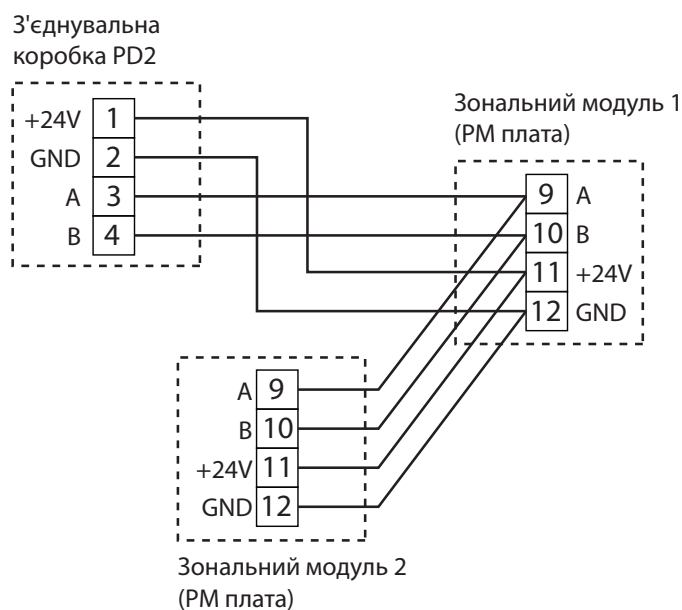 З'єднувальна
коробка PD2
+24V 1
GND 2
A 3
B 4
Зональний модуль 1
(PM плата)
9 A
10 B
11 +24V
12 GND
A 9
B 10
+24V 11
GND 12
Зональний модуль 2
(PM плата)